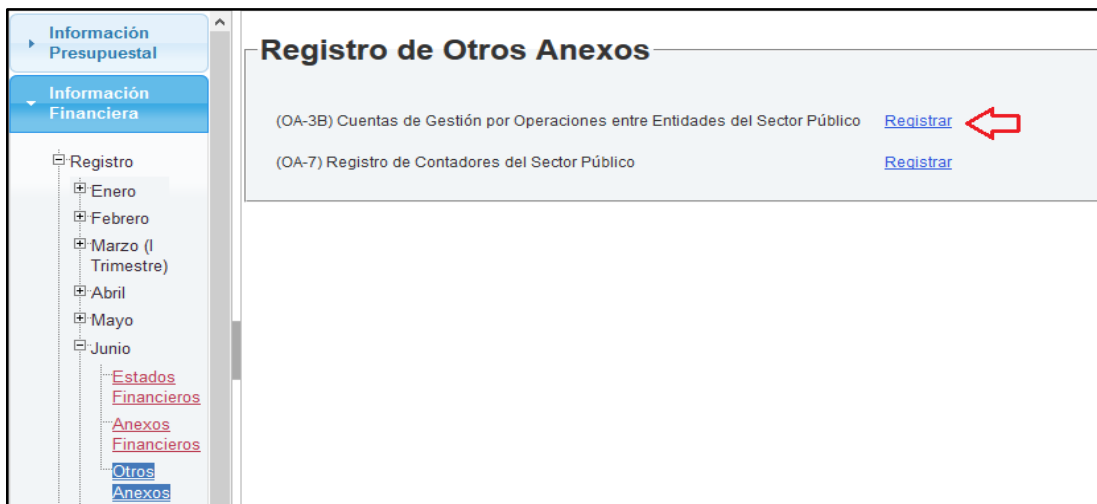 Información
Presupuestal
Información
Financiera
Registro
Enero
Febrero
Marzo (I
Trimestre)
Abril
Mayo
Junio
Estados
Financieros
Anexos
Financieros
Otros
Anexos
Registro de Otros Anexos
(OA-3B) Cuentas de Gestión por Operaciones entre Entidades del Sector Público Registrar
(OA-7) Registro de Contadores del Sector Público Registrar